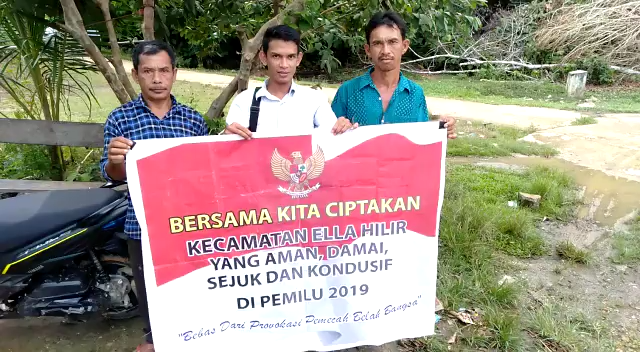 BERSAMA KITA CIPTAKAN
KECAMATAN ELLA HILIR
YANG AMAN, DAMAI,
SEJUK DAN KONDUSIF
DI PEMILU 2019
"Bebas Dari Provokasi Pemecah Belah Bangsa"